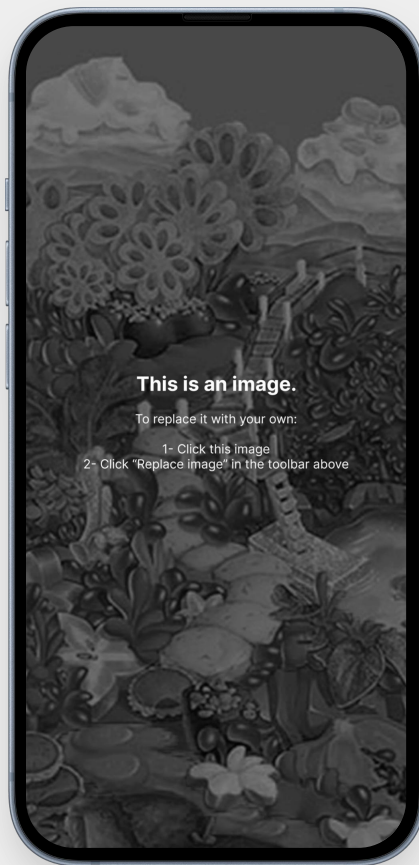 This is an image.
To replace it with your own:
1- Click this image
2- Click “Replace image” in the toolbar above